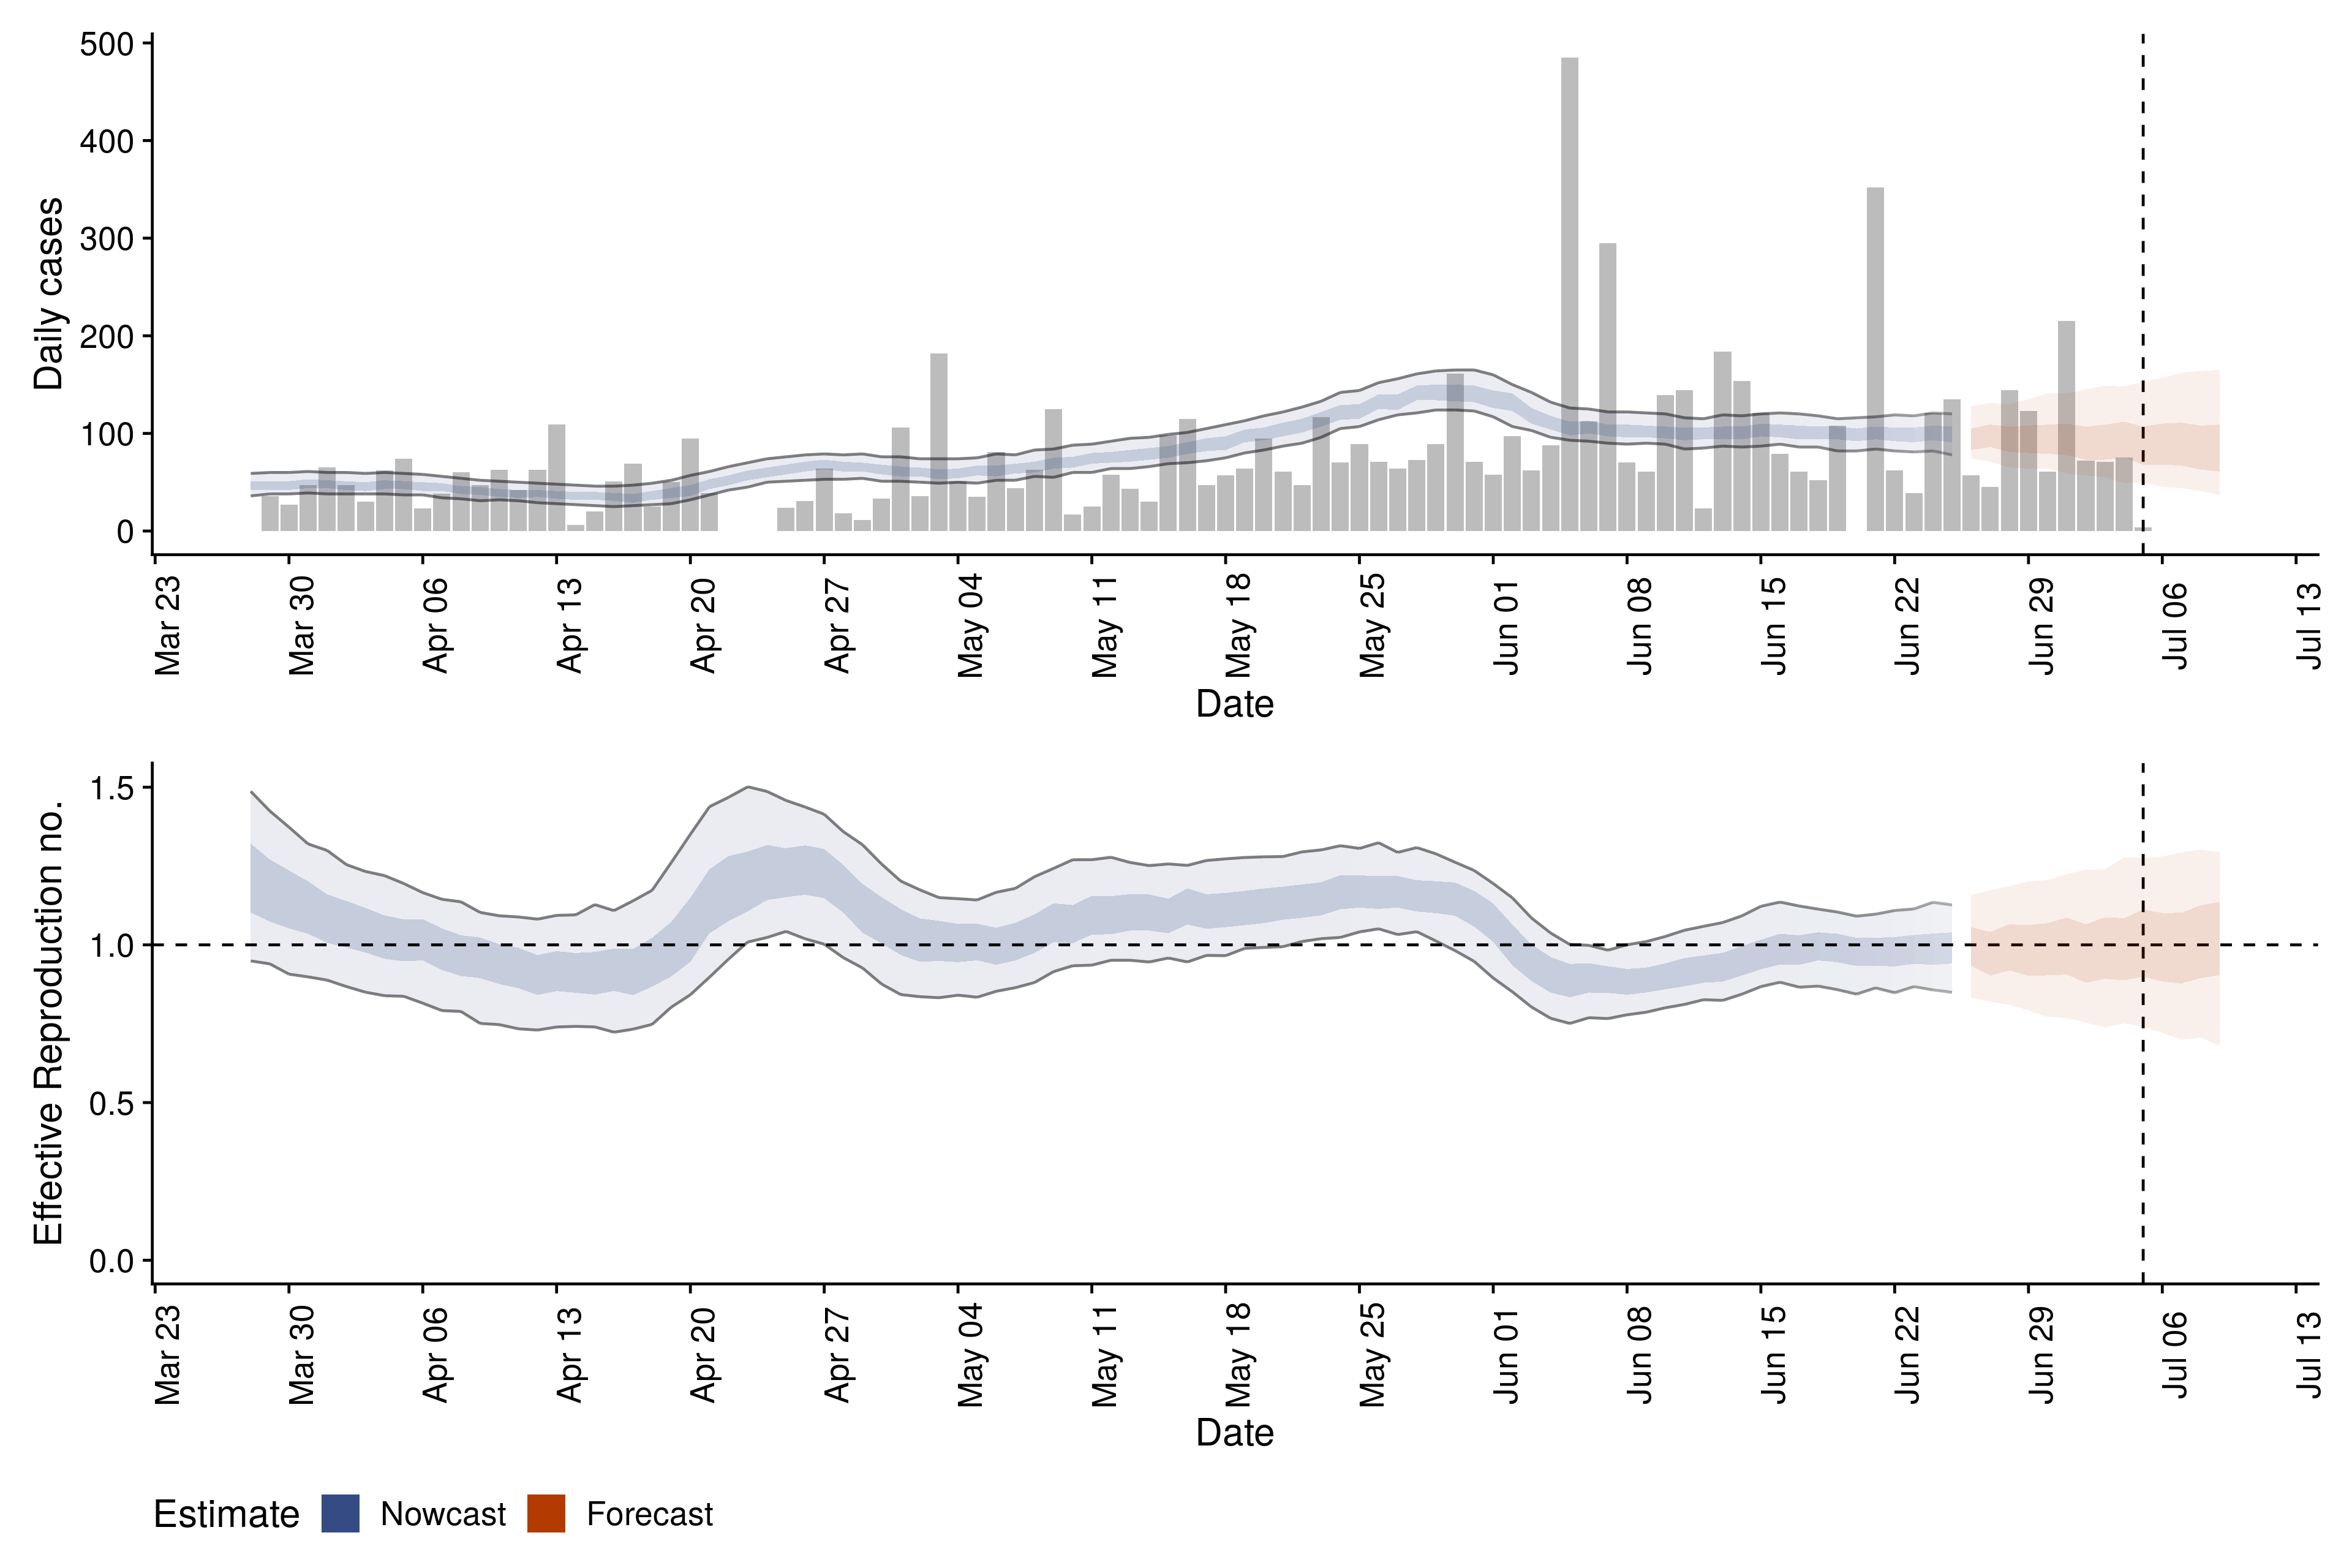 500
400
300
200
100
0
Daily cases
Mar 23 Mar 30 Apr 06 Apr 13 Apr 20 Apr 27 May 04 May 11 May 18 May 25 Jun 01 Jun 08 Jun 15 Jun 22 Jun 29 Jul 06 Jul 13
Date
1.5
1.0
0.5
0.0
Effective Reproduction no.
Mar 23 Mar 30 Apr 06 Apr 13 Apr 20 Apr 27 May 04 May 11 May 18 May 25 Jun 01 Jun 08 Jun 15 Jun 22 Jun 29 Jul 06 Jul 13
Date
Estimate Nowcast Forecast